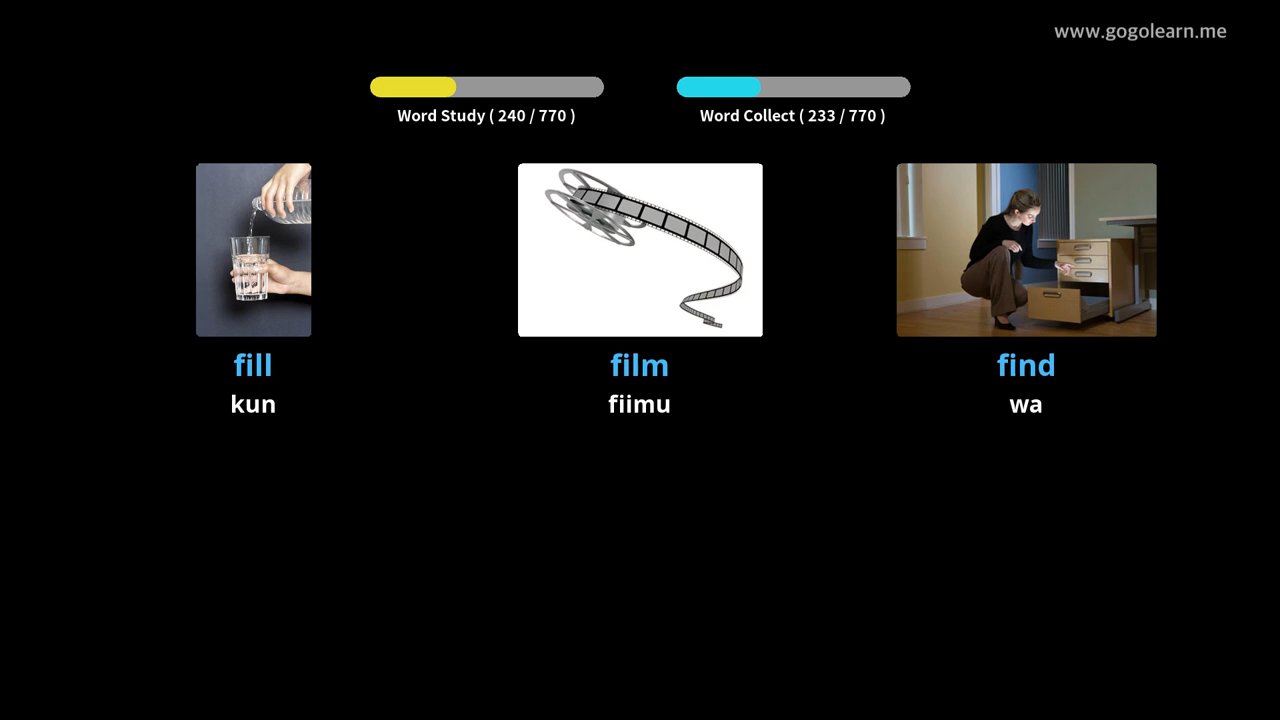 www.gogolearn.me
Word Study ( 240 / 770 )
Word Collect ( 233 / 770 )
fill
kun
film
fiimu
find
wa